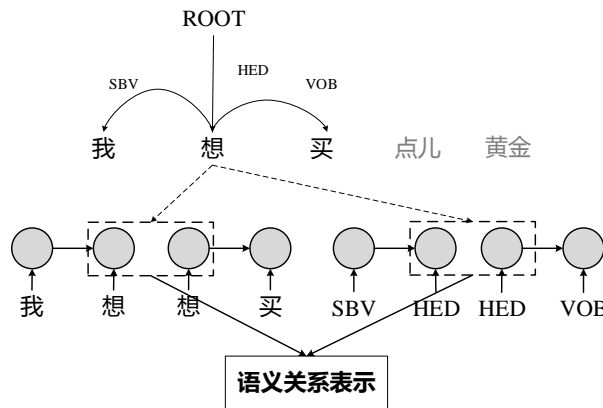 ROOT
SBV HED VOB
我 想 买 点儿 黄金
我 想 想 买 SBV HED HED VOB
语义关系表示